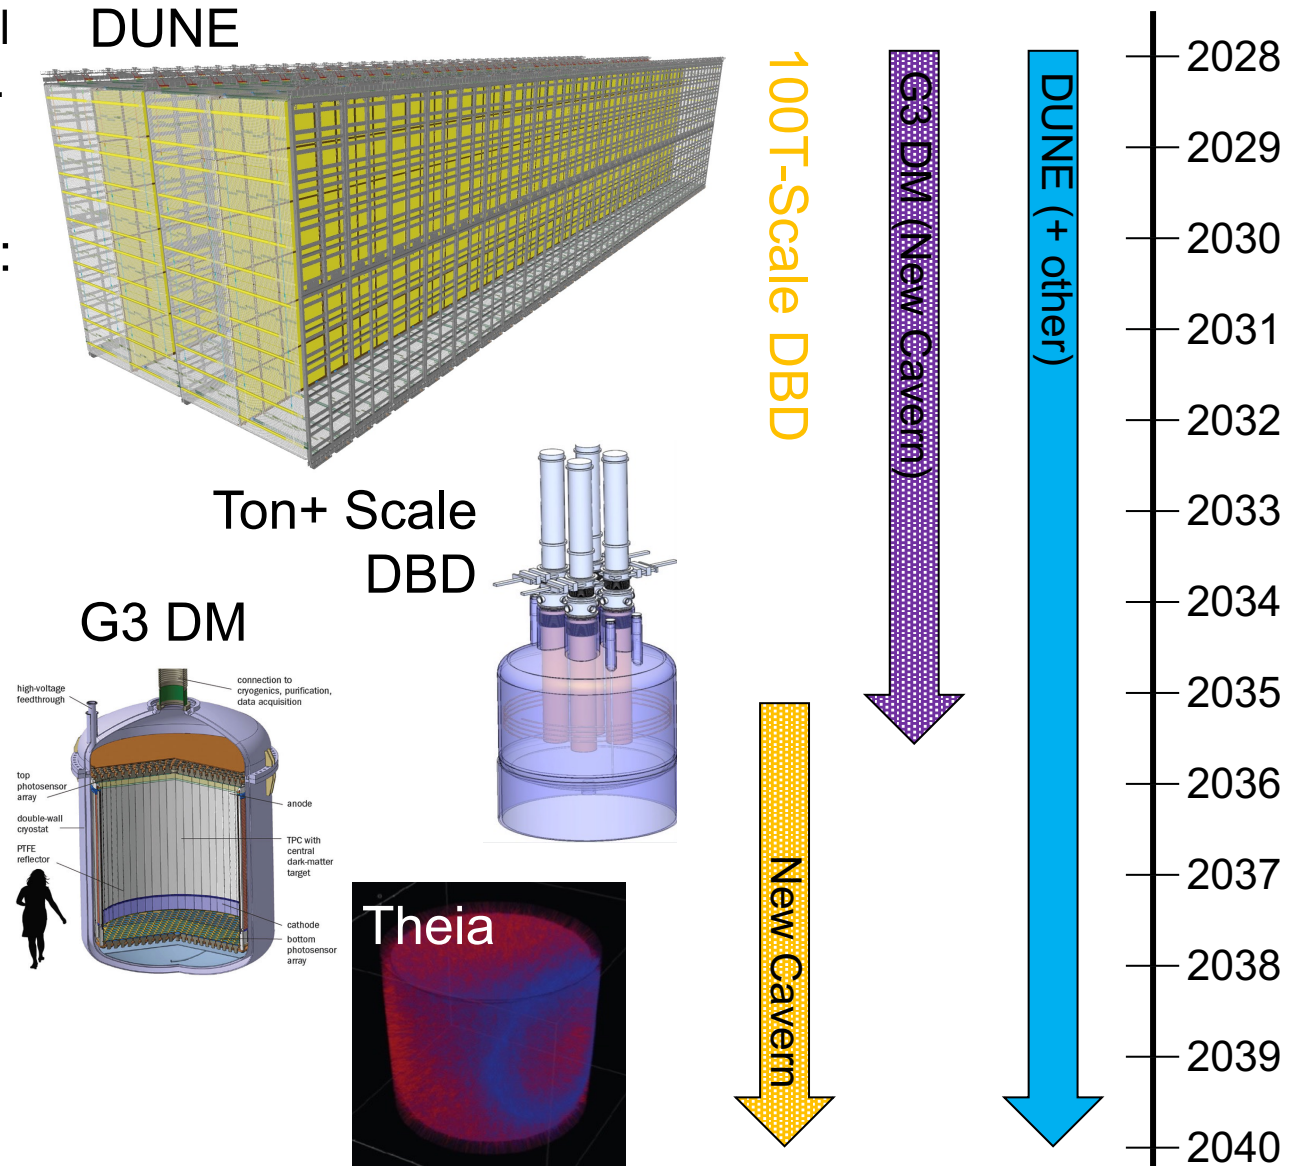 DUNE
Ton+ Scale
DBD
G3 DM
high-voltage
feedthrough
connection to
cryogenics, purification,
data acquisition
top
photosensor
array
double-wall
cryostat
PTFE
reflector
anode
TPC with
central
dark-matter
target
cathode
bottom
photosensor
array
Theia
100T-Scale DBD
New Cavern
G3 DM (New Cavern)
DUNE (+ other)
2028
2029
2030
2031
2032
2033
2034
2035
2036
2037
2038
2039
2040